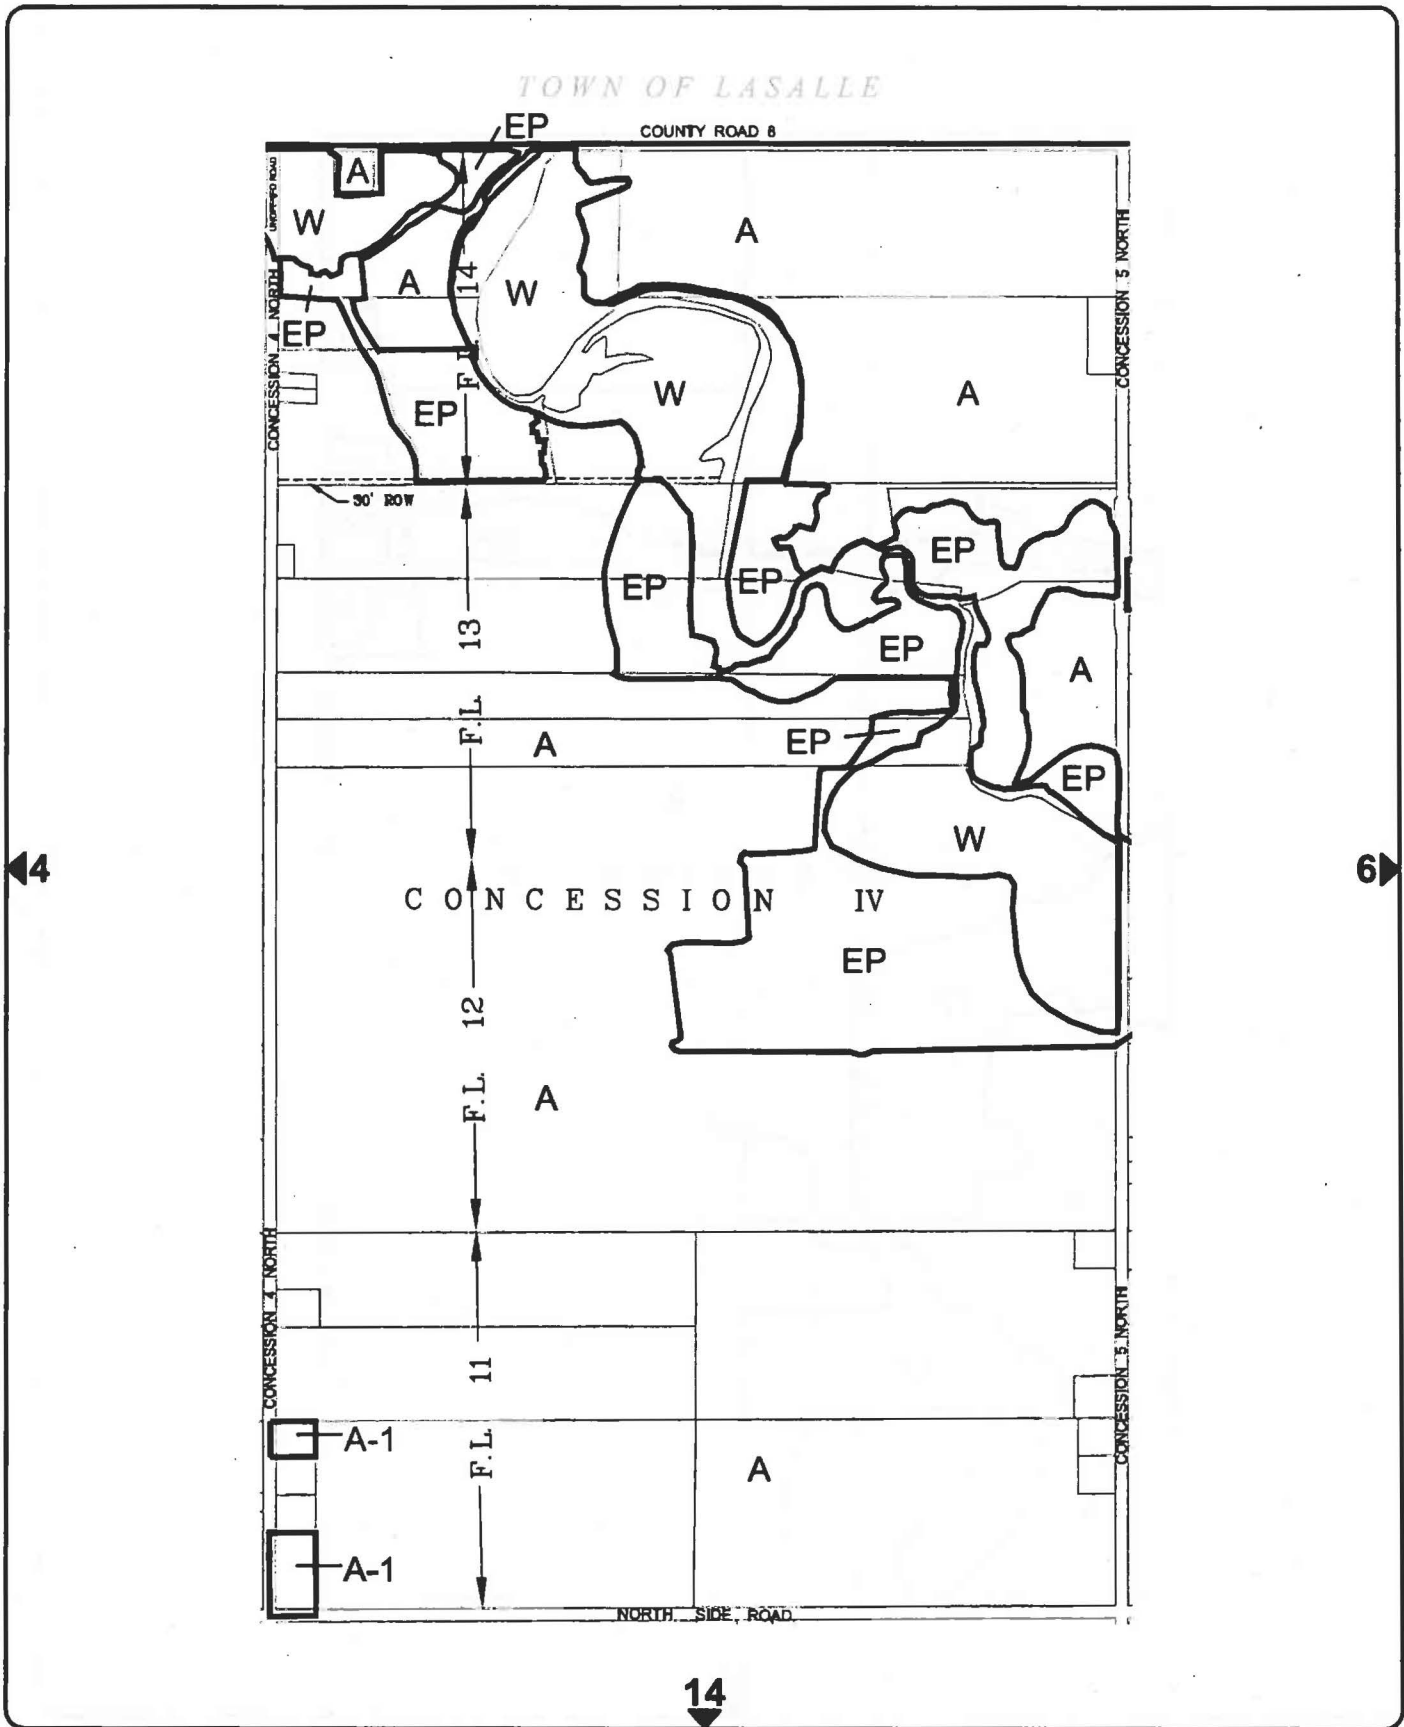 TOWN OF LASALLE
COUNTY ROAD 8
EP
A
W
A
W
A
EP
14
CONCESSION 4 NORTH
CONCESSION 5 NORTH
W
A
F
EP
30' ROW
EP
EP
EP
13
EP
A
F.L.
A
EP
EP
W
4
6
CONCESSION IV
EP
12
F.L.
A
CONCESSION 4 NORTH
CONCESSION 5 NORTH
11
A-1
F.L.
A
A-1
NORTH SIDE ROAD
14